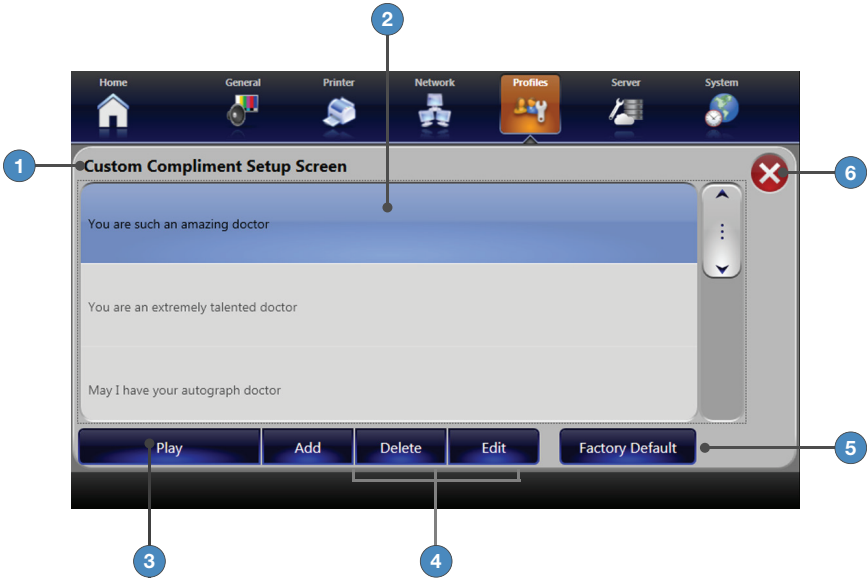 2
Home General Printer Network Profiles Server System
1
Custom Compliment Setup Screen
6
You are such an amazing doctor
You are an extremely talented doctor
May I have your autograph doctor
Play Add Delete Edit Factory Default
5
3
4